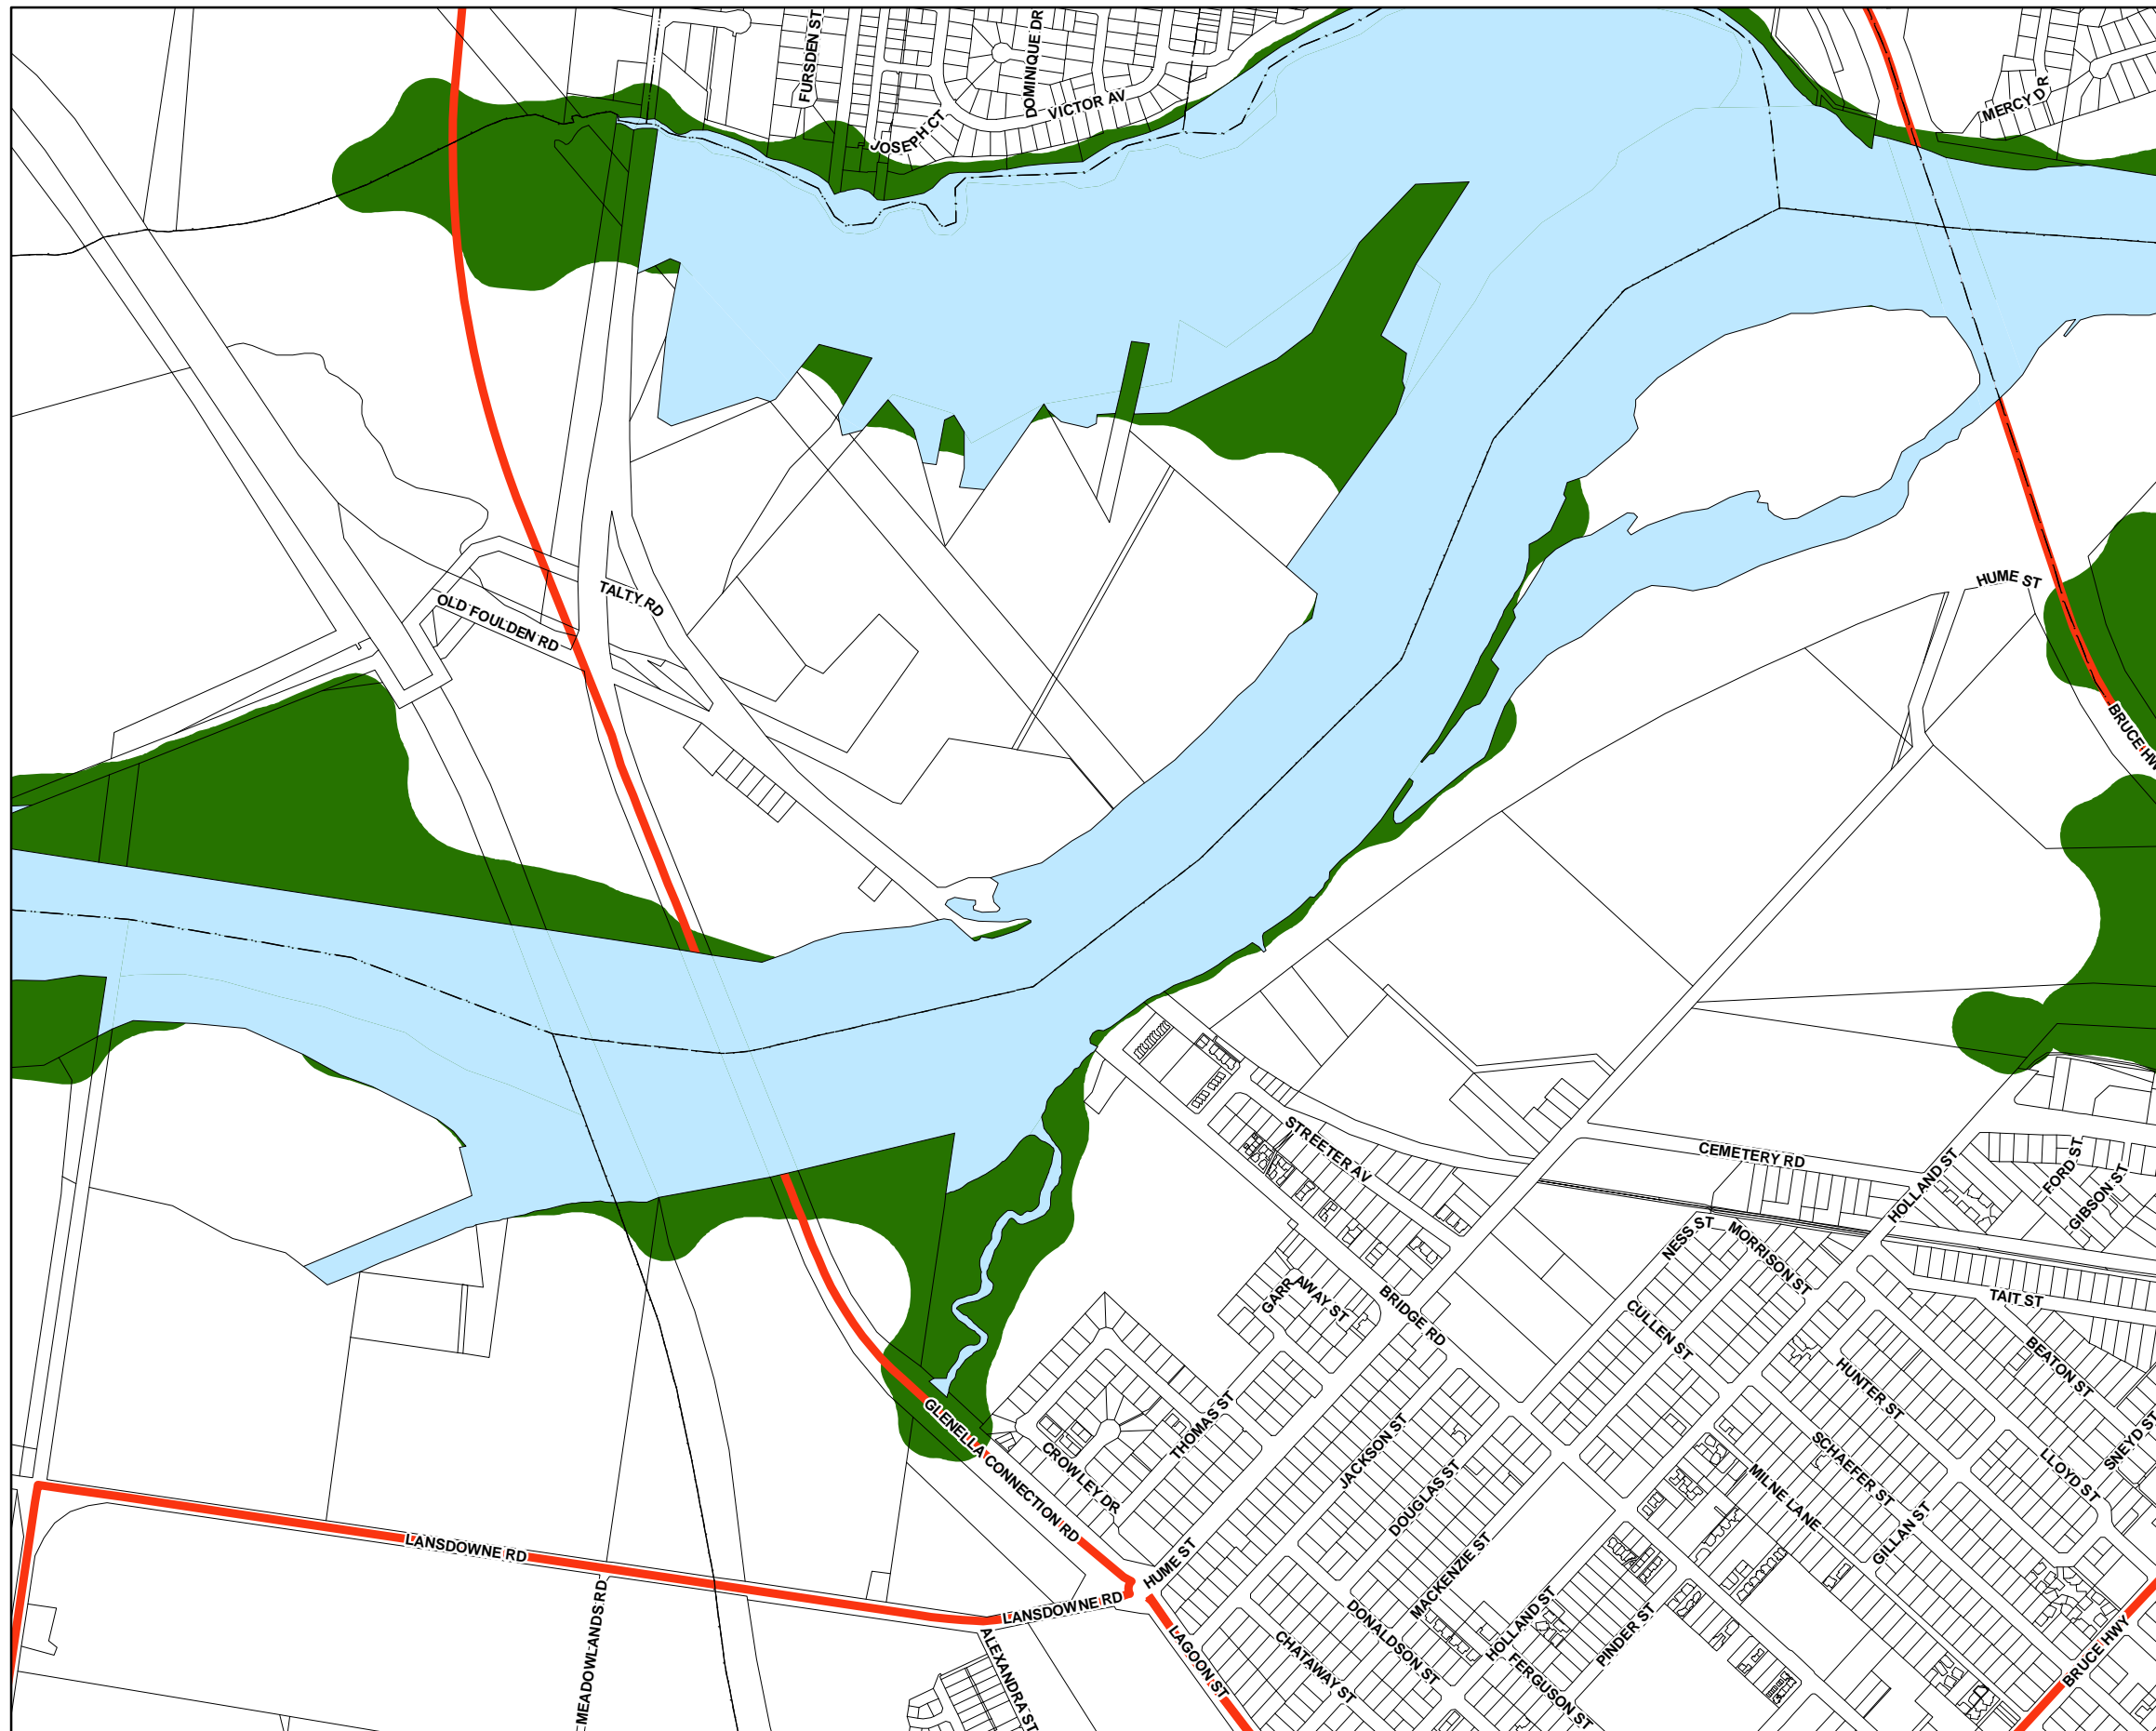 FURSDEN ST
DOMINIQUE DR
VICTOR AV
JOSEPH CT
MERCY DR
TALTY RD
OLD FOULDEN RD
HUME ST
BRUCE HW
STREETER AV
CEMETERY RD
HOLLAND ST
FORD ST
GIBSON ST
NESS ST
MORRISON ST
GARRAWAY ST
BRIDGE RD
CULLEN ST
TAIT ST
BEATON ST
HUNTER ST
THOMAS ST
JACKSON ST
GLENELLA CONNECTION RD
CROWLEY DR
DOUGLAS ST
SCHAEFER ST
MILNE LANE
LLOYD ST
SNEYD ST
GILLAN ST
LANSDOWNE RD
HUME ST
MACKENZIE ST
LANSDOWNE RD
MEADOWLANDS RD
ALEXANDRA ST
LAGOON ST
CHATAWAY ST
DONALDSON ST
HOLLAND ST
FERGUSON ST
PINDER ST
BRUCE HWY